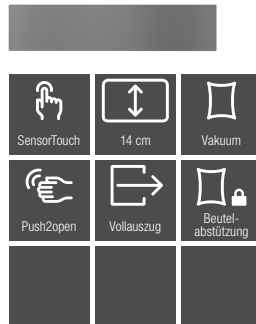 SensorTouch
14 cm
Vakuum
Push2open
Vollauszug
Beutel-
abstützung